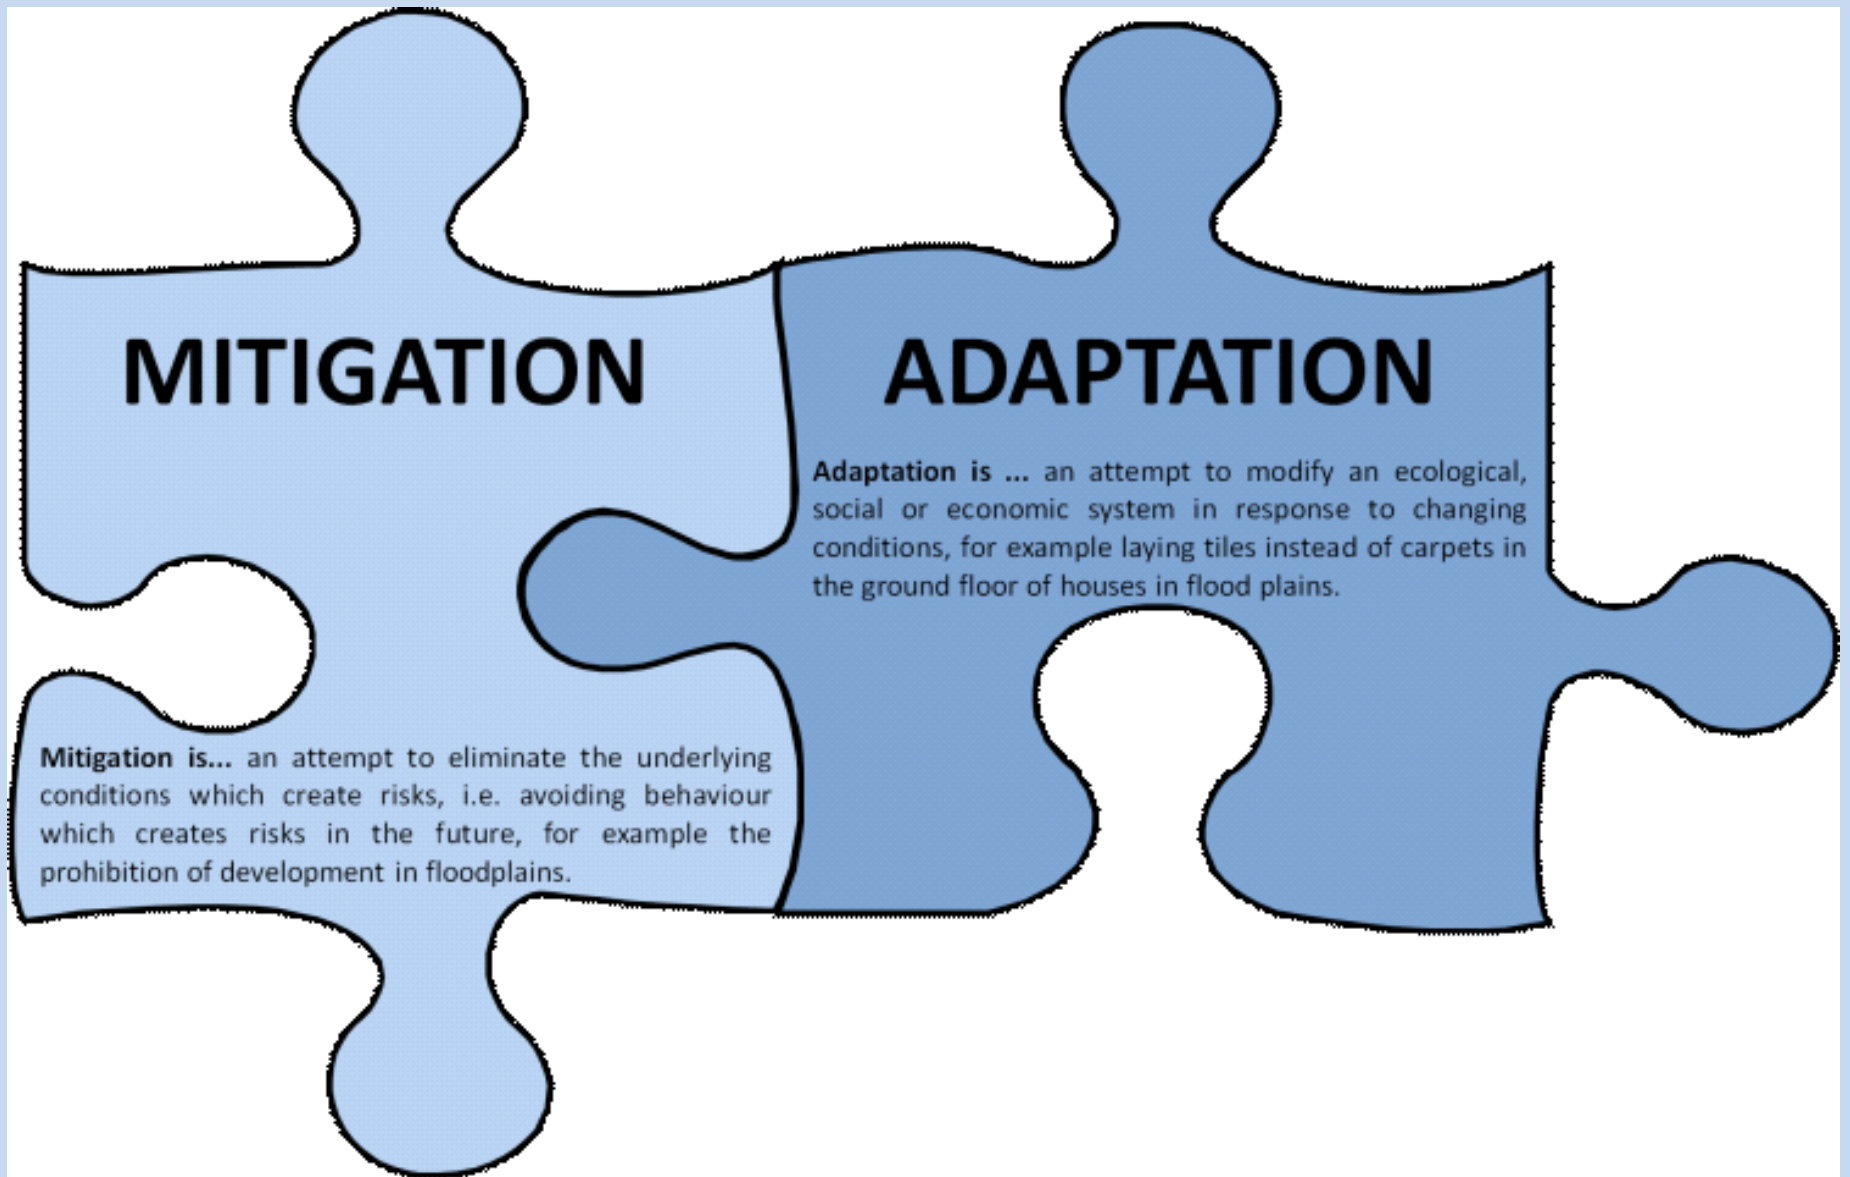 MITIGATION
Mitigation is... an attempt to eliminate the underlying
conditions which create risks, i.e. avoiding behaviour
which creates risks in the future, for example the
prohibition of development in floodplains.
ADAPTATION
Adaptation is ... an attempt to modify an ecological,
social or economic system in response to changing
conditions, for example laying tiles instead of carpets in
the ground floor of houses in flood plains.